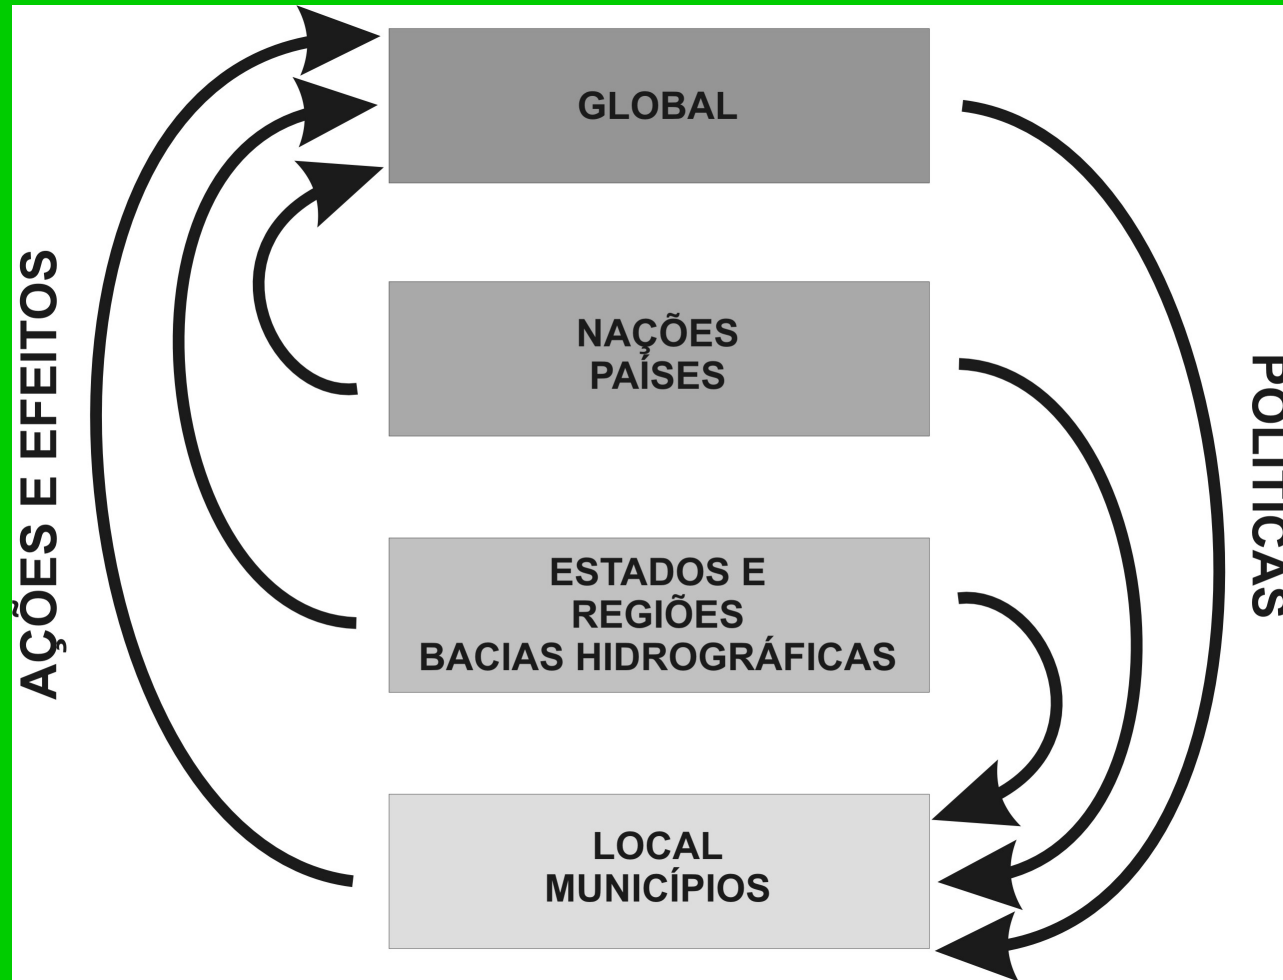 GLOBAL
NAÇÕES
PAÍSES
ESTADOS E
REGIÕES
BACIAS HIDROGRÁFICAS
LOCAL
MUNICÍPIOS
AÇÕES E EFEITOS
POLÍTICAS